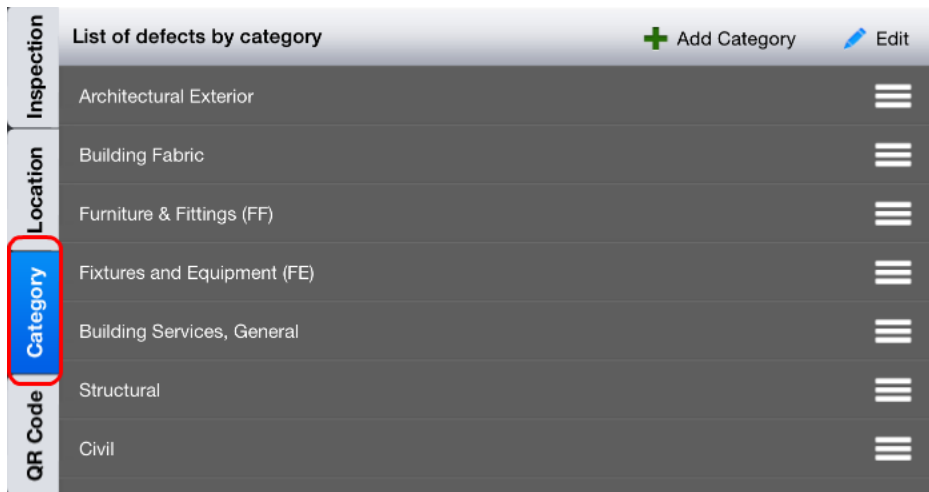 Inspection
Location
Category
QR Code
List of defects by category
Add Category
Edit
Architectural Exterior
Building Fabric
Furniture & Fittings (FF)
Fixtures and Equipment (FE)
Building Services, General
Structural
Civil